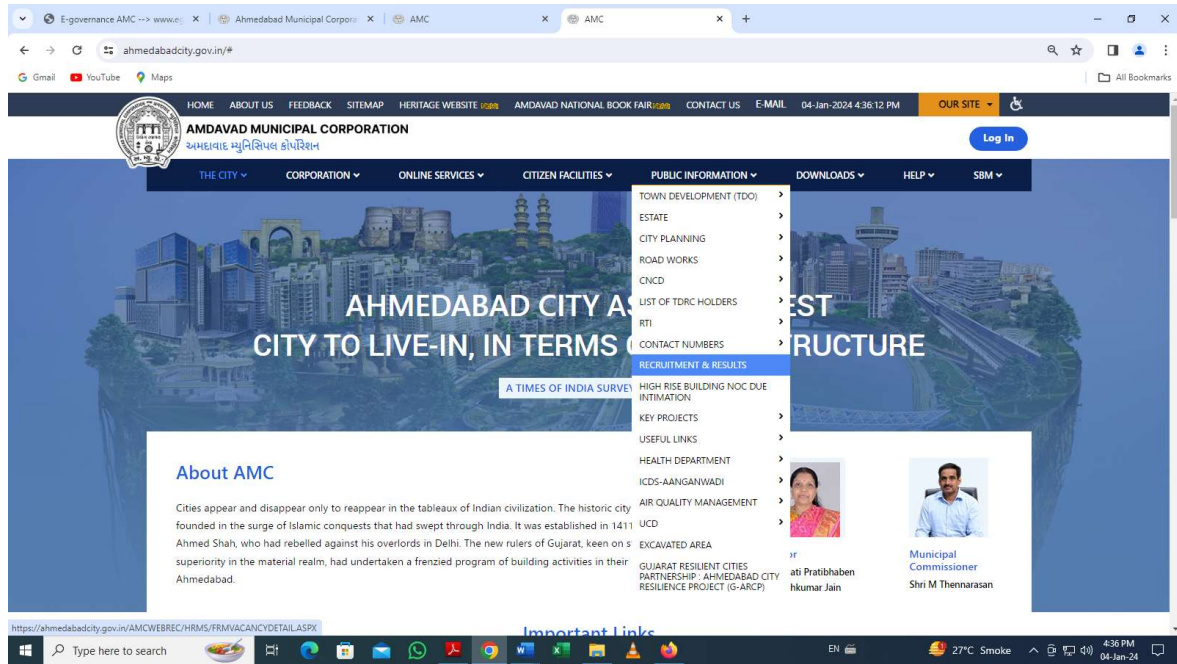 E-governance AMC --> www.e
Ahmedabad Municipal Corpora
AMC
AMC
ahmedabadcity.gov.in/#
Gmail YouTube Maps
All Bookmarks
HOME ABOUT US FEEDBACK SITEMAP HERITAGE WEBSITE AMDAVAD NATIONAL BOOK FAIR CONTACT US E-MAIL 04-Jan-2024 4:36:12 PM OUR SITE
AMDAVAD MUNICIPAL CORPORATION
અમદાવાદ મ્યુનિસિપલ કોર્પોરેશન
Log In
THE CITY CORPORATION ONLINE SERVICES CITIZEN FACILITIES PUBLIC INFORMATION DOWNLOADS HELP SBM
TOWN DEVELOPMENT (TDO)
ESTATE
CITY PLANNING
ROAD WORKS
CNCD
LIST OF TDRC HOLDERS
RTI
CONTACT NUMBERS
RECRUITMENT & RESULTS
HIGH RISE BUILDING NOC DUE
INTIMATION
KEY PROJECTS
USEFUL LINKS
HEALTH DEPARTMENT
ICDS-AANGANWADI
AIR QUALITY MANAGEMENT
UCD
EXCAVATED AREA
GUJARAT RESILIENT CITIES
PARTNERSHIP : AHMEDABAD CITY
RESILIENCE PROJECT (G-ARCP)
AHMEDABAD CITY AS EST
CITY TO LIVE-IN, IN TERMS RUCTURE
A TIMES OF INDIA SURVEY
About AMC
Cities appear and disappear only to reappear in the tableaux of Indian civilization. The historic city
founded in the surge of Islamic conquests that had swept through India. It was established in 1411
Ahmed Shah, who had rebelled against his overlords in Delhi. The new rulers of Gujarat, keen on s
superiority in the material realm, had undertaken a frenzied program of building activities in their
Ahmedabad.
or
ati Pratibhaben
hkumar Jain
Municipal
Commissioner
Shri M Thennarasan
Important Links
https://ahmedabadcity.gov.in/AMCWEBREC/HRMS/FRMVACANCYDETAIL.ASPX
Type here to search
EN
27°C Smoke
4:36 PM
04-Jan-24